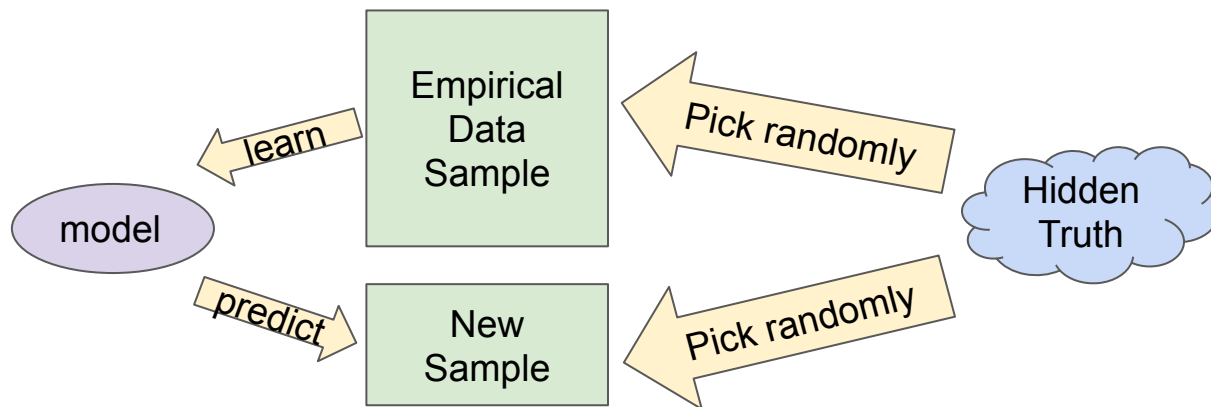 Empirical
Data
Sample
Pick randomly
learn
Hidden
Truth
model
predict
New
Sample
Pick randomly